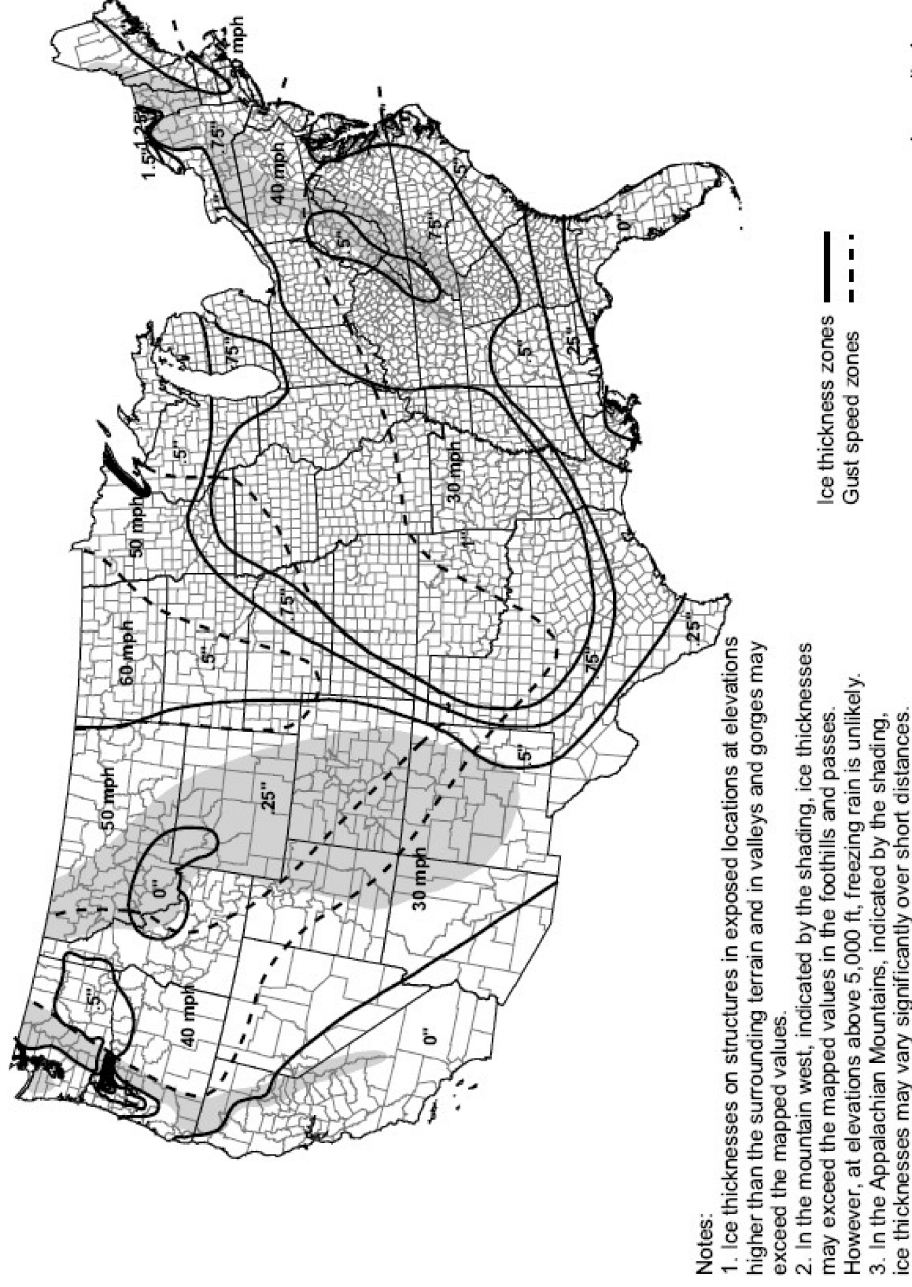 50 mph
60 mph
50 mph
40 mph
30 mph
30 mph
40 mph
.5"
0"
.25"
.5"
.75"
.5"
.75"
1.5"
1.25"
.75"
.5"
.75"
1"
.5"
.25"
.5"
.75"
.25"
.5"
0"
0"
Ice thickness zones
Gust speed zones
Notes:
1. Ice thicknesses on structures in exposed locations at elevations
higher than the surrounding terrain and in valleys and gorges may
exceed the mapped values.
2. In the mountain west, indicated by the shading, ice thicknesses
may exceed the mapped values in the foothills and passes.
However, at elevations above 5,000 ft, freezing rain is unlikely.
3. In the Appalachian Mountains, indicated by the shading,
ice thicknesses may vary significantly over short distances.